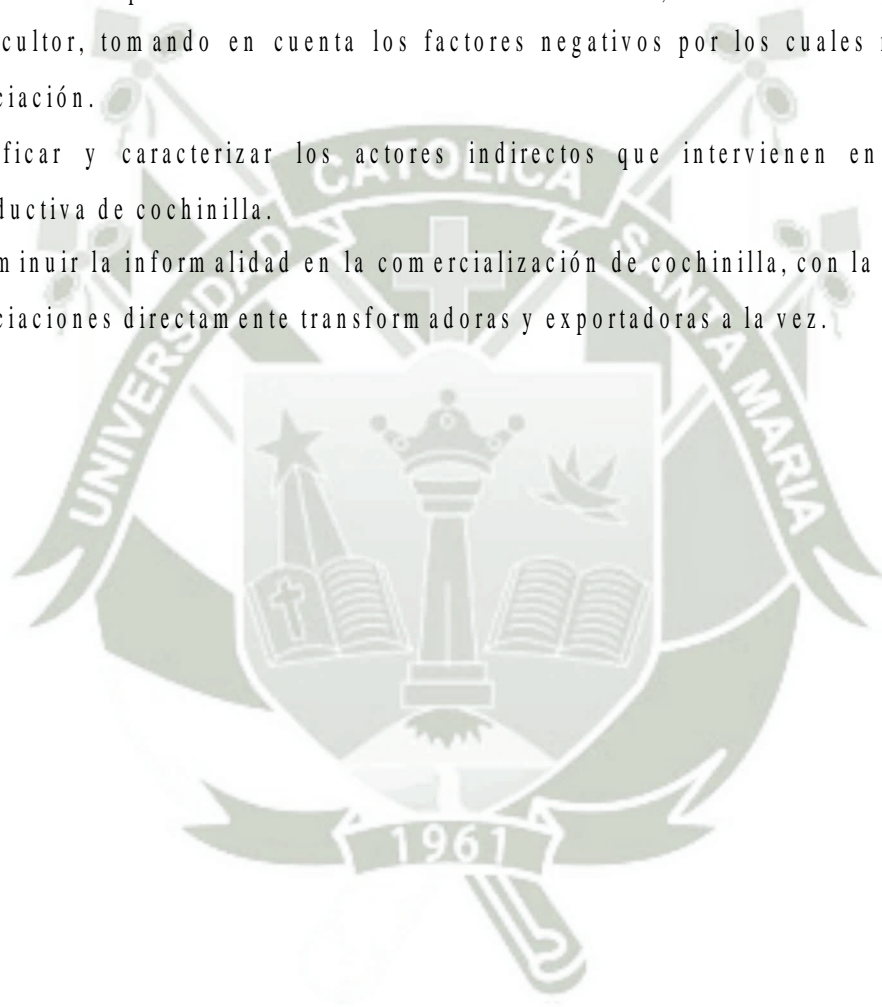 cultor, tomando en cuenta los factores negativos por los cuales
ciación.
ficar y caracterizar los actores indirectos que intervienen en
ductiva de cochinilla.
minuir la informalidad en la comercialización de cochinilla, con la
ciaciones directamente transformadoras y exportadoras a la vez.
UNIVERSIDAD CATOLICA SANTA MARIA
1961